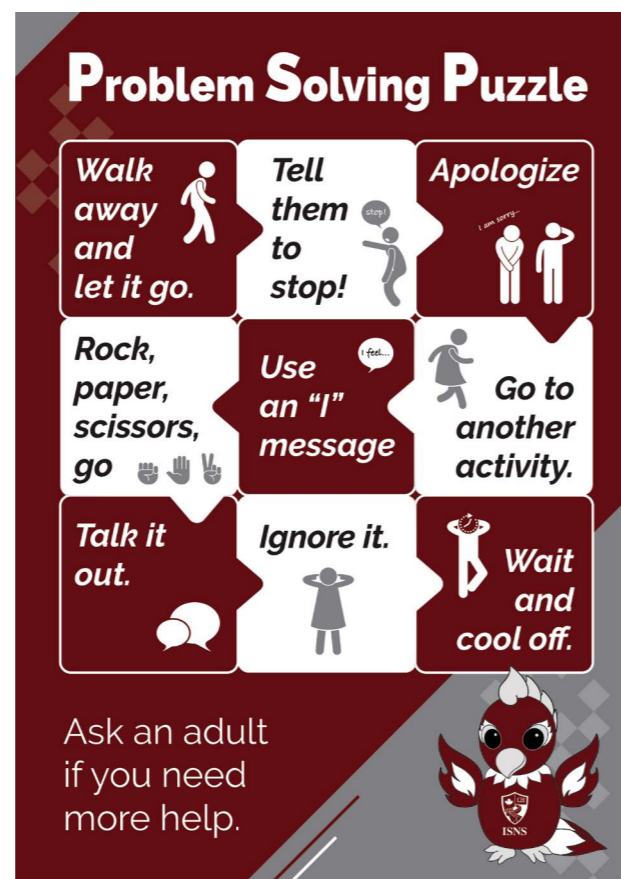 Problem Solving Puzzle
Walk
away
and
let it go.
Tell
them
to
stop!
stop!
Apologize
I am sorry...
Go to
another
activity.
Use
an “I”
message
I feel...
Rock,
paper,
scissors,
go
Talk it
out.
Ignore it.
Wait
and
cool off.
Ask an adult
if you need
more help.
ISNS